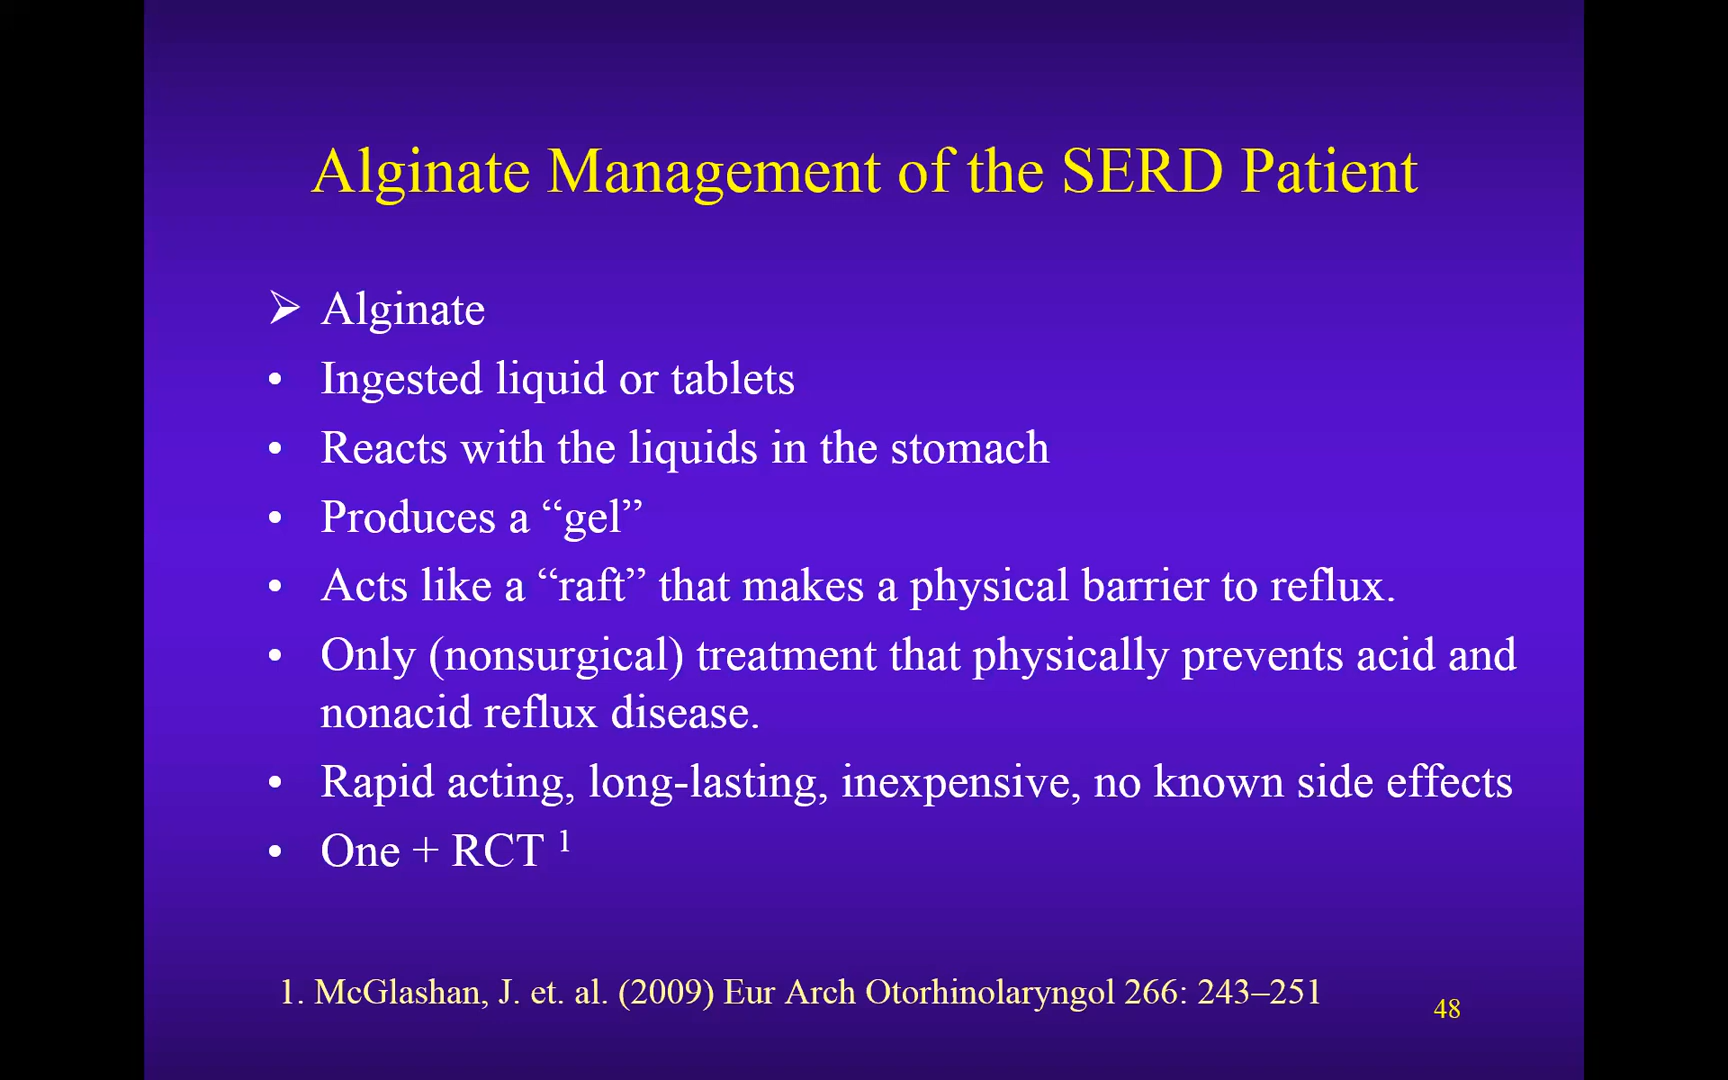 Alginate Management of the SERD Patient
➢ Alginate
• Ingested liquid or tablets
• Reacts with the liquids in the stomach
• Produces a “gel”
• Acts like a “raft” that makes a physical barrier to reflux.
• Only (nonsurgical) treatment that physically prevents acid and
nonacid reflux disease.
• Rapid acting, long-lasting, inexpensive, no known side effects
• One + RCT ¹
1. McGlashan, J. et. al. (2009) Eur Arch Otorhinolaryngol 266: 243–251
48